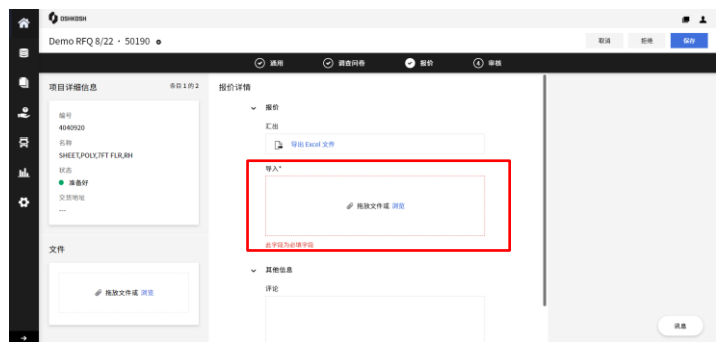 OSHKOSH
Demo RFQ 8/22 · 50190
取消
拒绝
保存
通用
调查问卷
报价
4 审核
项目详细信息
条目 1 的 2
编号
4040920
名称
SHEET,POLY,7FT FLR,RH
状态
准备好
交货地址
---
文件
拖放文件或 浏览
报价详情
报价
汇出
导出 Excel 文件
导入*
拖放文件或 浏览
此字段为必填字段
其他信息
评论
消息